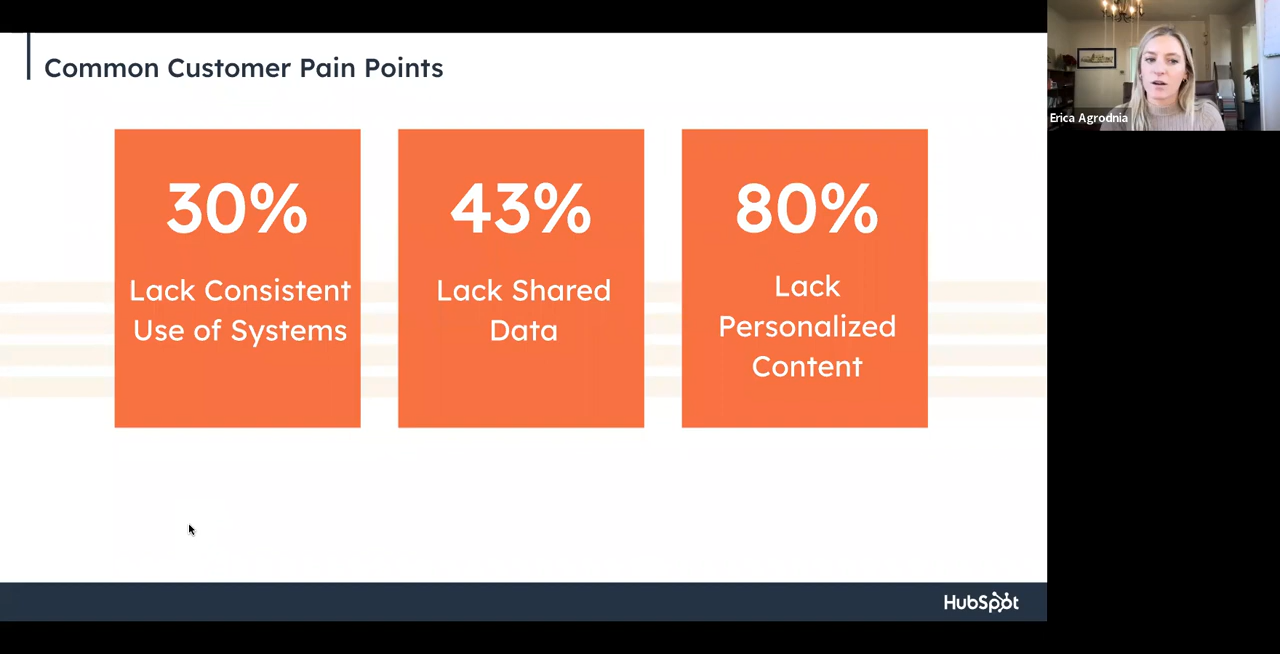 Common Customer Pain Points
30%
Lack Consistent
Use of Systems
43%
Lack Shared
Data
80%
Lack
Personalized
Content
HubSpot
Erica Agrodnia